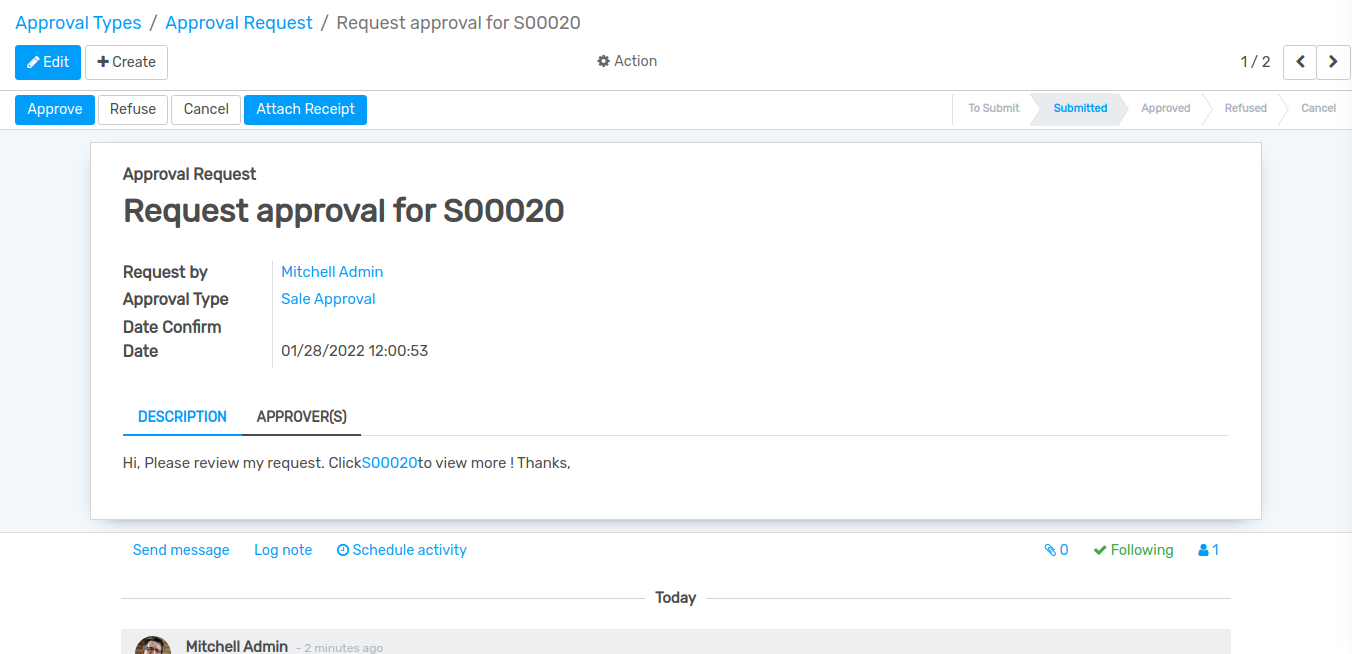 Approval Types / Approval Request / Request approval for S00020
Edit Create Action 1 / 2
Approve Refuse Cancel Attach Receipt To Submit Submitted Approved Refused Cancel
Approval Request
Request approval for S00020
Request by Mitchell Admin
Approval Type Sale Approval
Date Confirm
Date 01/28/2022 12:00:53
DESCRIPTION APPROVER(S)
Hi, Please review my request. ClickS00020to view more ! Thanks,
Send message Log note Schedule activity 0 Following 1
Today
Mitchell Admin - 2 minutes ago